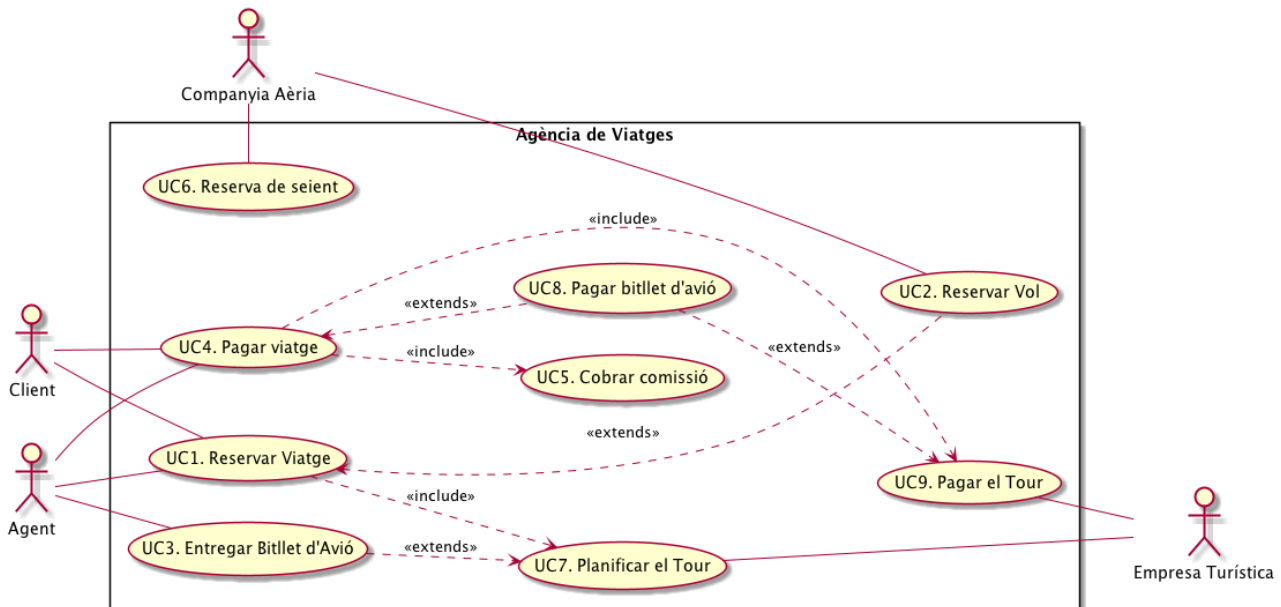 Companyia Aèria
Agència de Viatges
UC6. Reserva de seient
«include»
UC8. Pagar bitllet d'avió
UC2. Reservar Vol
«extends»
UC4. Pagar viatge
«include»
«extends»
UC5. Cobrar comissió
Client
«extends»
UC1. Reservar Viatge
UC9. Pagar el Tour
«include»
Agent
UC3. Entregar Bitllet d'Avió
«extends»
UC7. Planificar el Tour
Empresa Turística